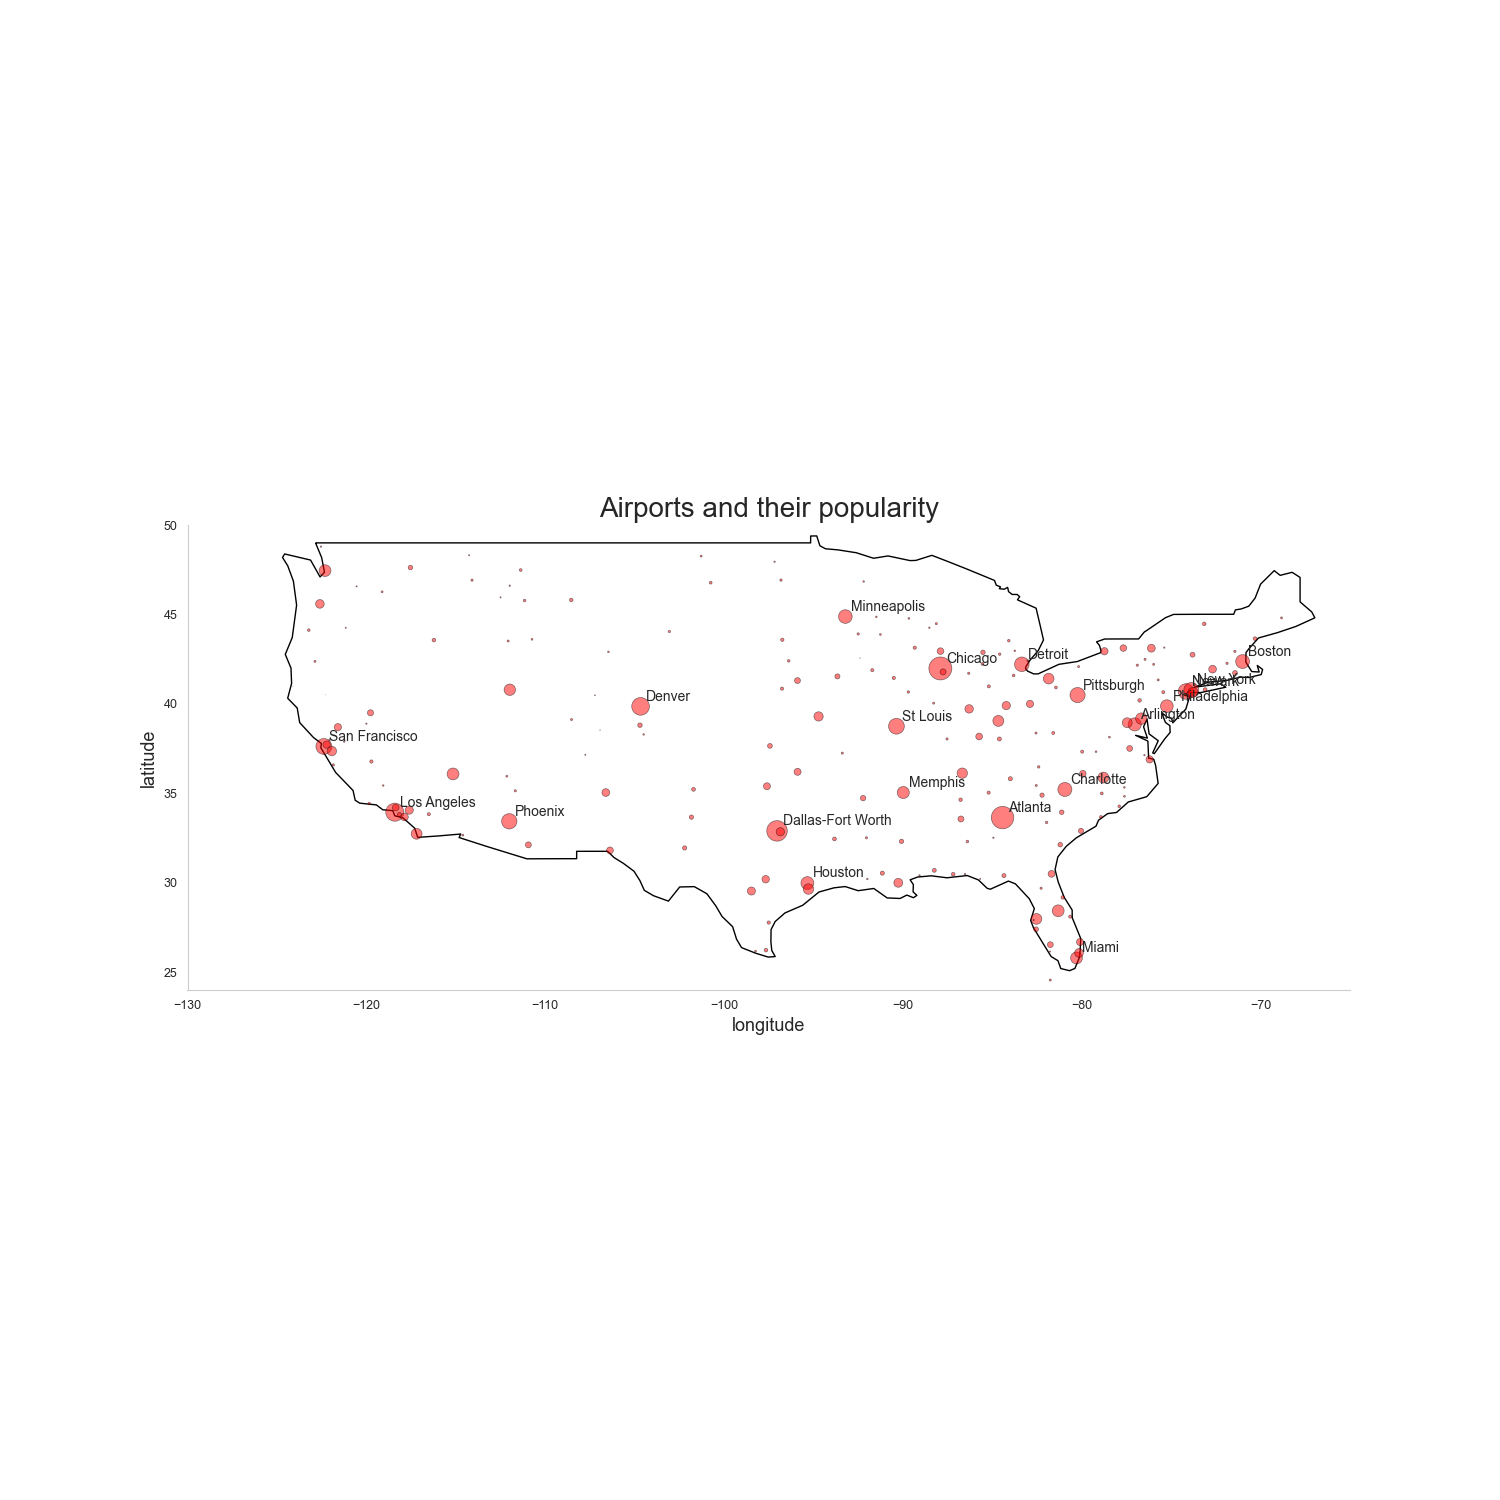 Airports and their popularity
50
45
40
35
30
25
latitude
Minneapolis
Chicago
Detroit
Boston
Denver
Pittsburgh
New York
Newark
Philadelphia
St Louis
Arlington
San Francisco
Memphis
Charlotte
Los Angeles
Phoenix
Dallas-Fort Worth
Atlanta
Houston
Miami
−130
−120
−110
−100
−90
−80
−70
longitude